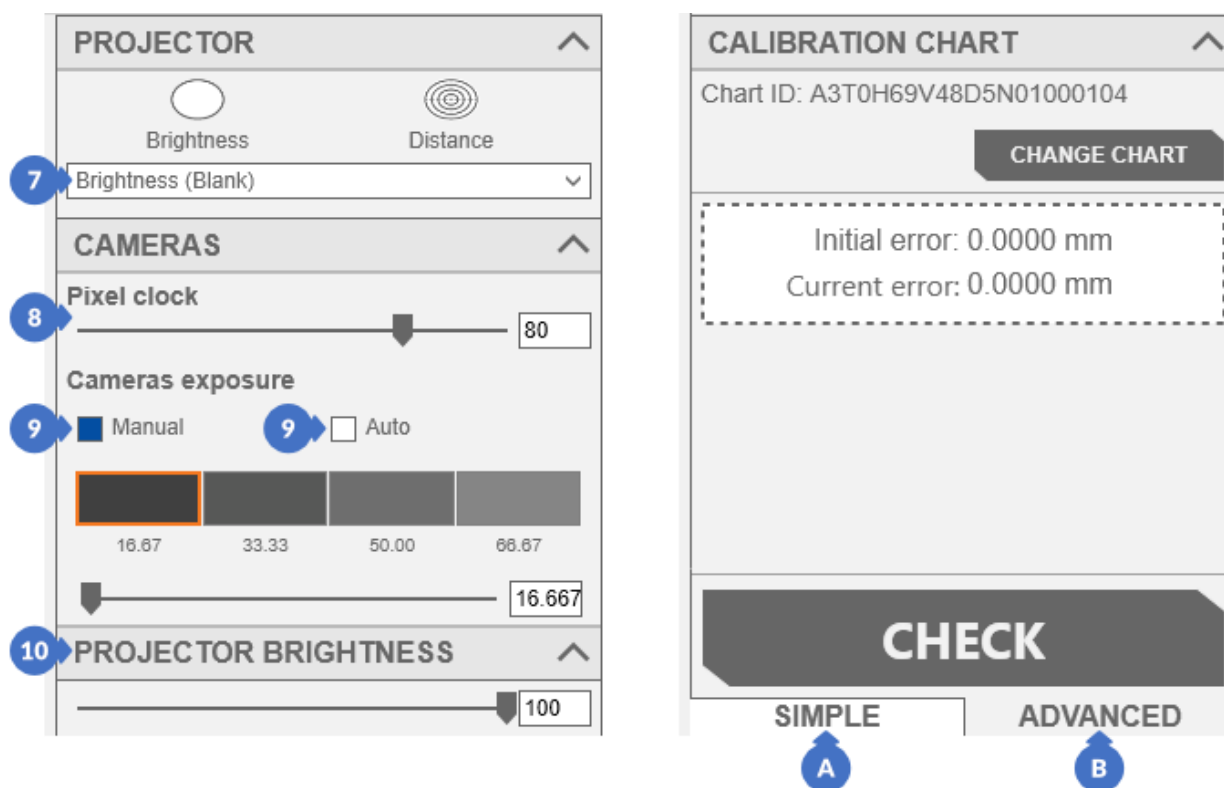 PROJECTOR
Brightness Distance
7 Brightness (Blank)
CAMERAS
Pixel clock
8
80
Cameras exposure
9 Manual 9 Auto
16.67 33.33 50.00 66.67
16.667
10 PROJECTOR BRIGHTNESS
100
CALIBRATION CHART
Chart ID: A3T0H69V48D5N01000104
CHANGE CHART
Initial error: 0.0000 mm
Current error: 0.0000 mm
CHECK
SIMPLE ADVANCED
A B